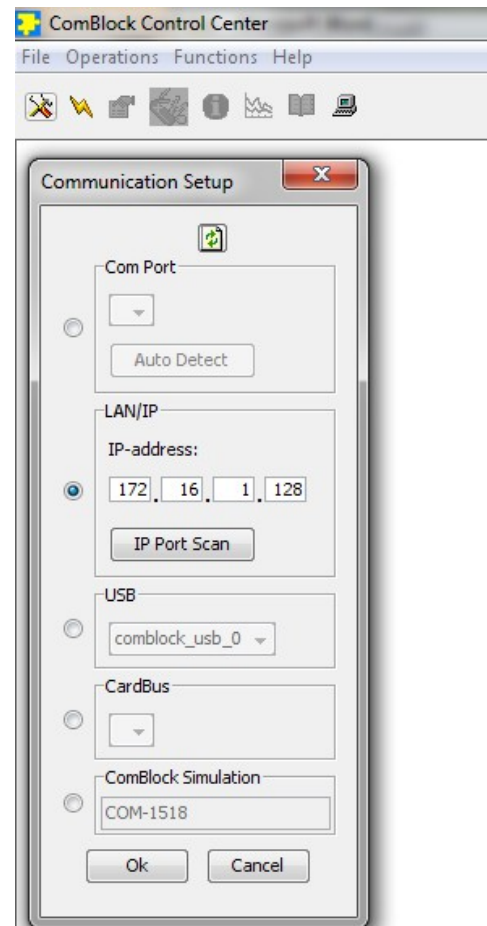 ComBlock Control Center
File Operations Functions Help
Communication Setup
Com Port
Auto Detect
LAN/IP
IP-address:
172 . 16 . 1 . 128
IP Port Scan
USB
comblock_usb_0
CardBus
ComBlock Simulation
COM-1518
Ok Cancel